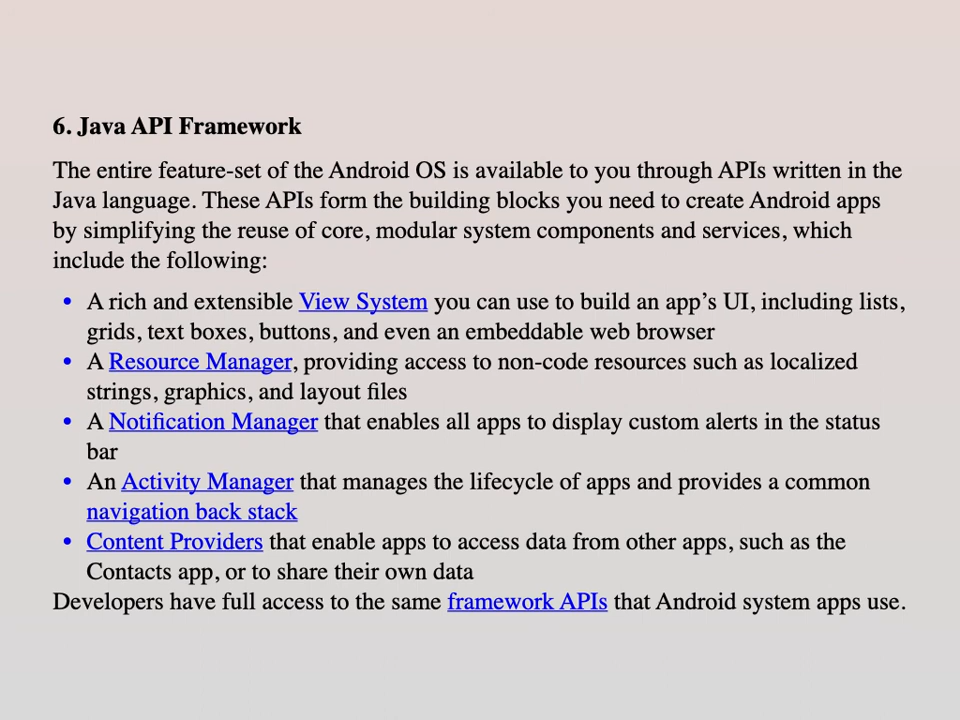 6. Java API Framework
The entire feature-set of the Android OS is available to you through APIs written in the
Java language. These APIs form the building blocks you need to create Android apps
by simplifying the reuse of core, modular system components and services, which
include the following:
• A rich and extensible View System you can use to build an app’s UI, including lists,
grids, text boxes, buttons, and even an embeddable web browser
• A Resource Manager, providing access to non-code resources such as localized
strings, graphics, and layout files
• A Notification Manager that enables all apps to display custom alerts in the status
bar
• An Activity Manager that manages the lifecycle of apps and provides a common
navigation back stack
• Content Providers that enable apps to access data from other apps, such as the
Contacts app, or to share their own data
Developers have full access to the same framework APIs that Android system apps use.